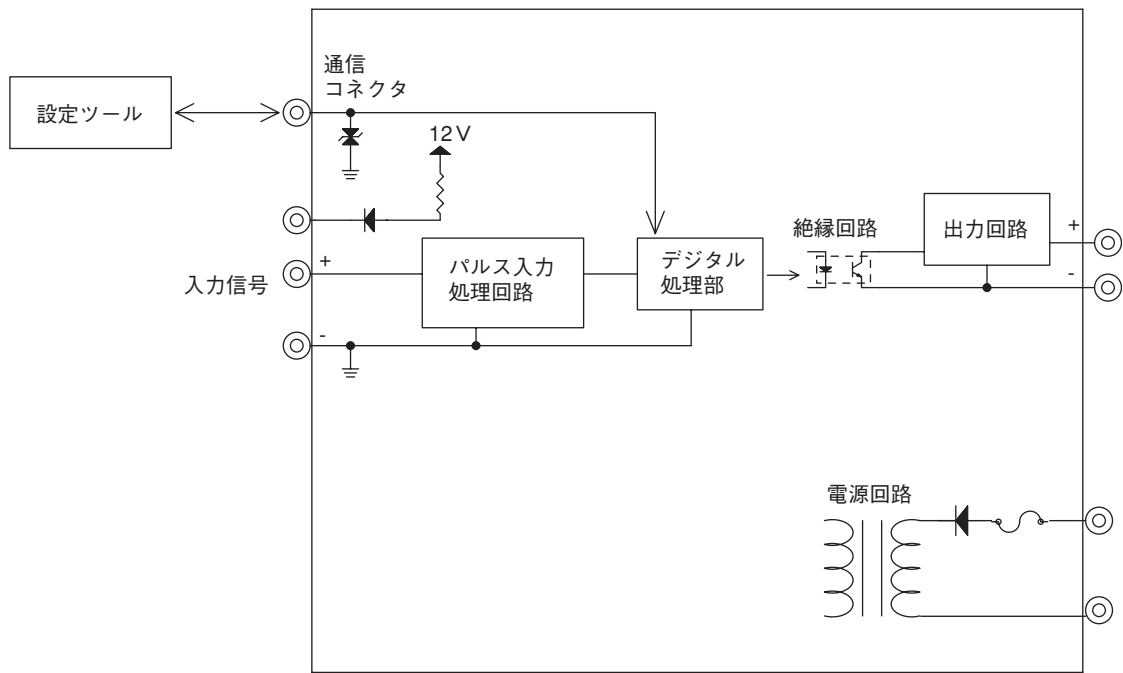 通信
コネクタ
設定ツール
12V
絶縁回路
出力回路
+
+
パルス入力
処理回路
デジタル
処理部
-
入力信号
-
電源回路